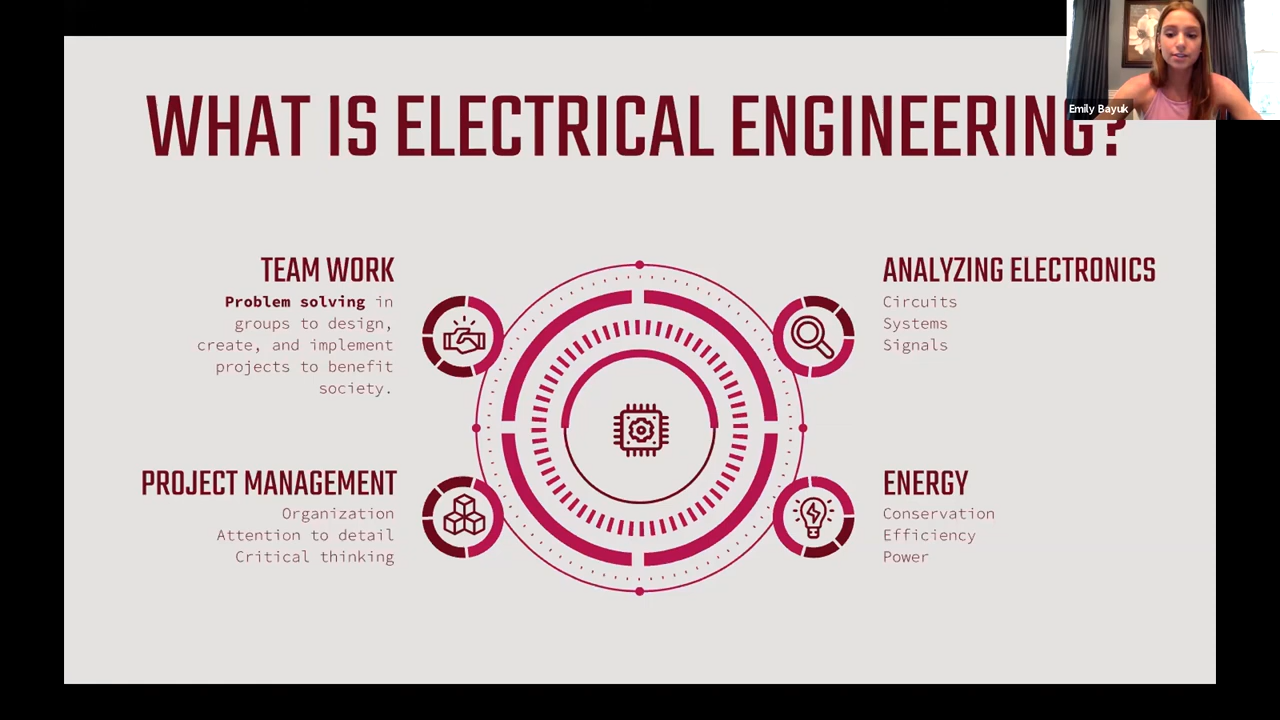 WHAT IS ELECTRICAL ENGINEERING?
Emily Bayuk
TEAM WORK
Problem solving in
groups to design,
create, and implement
projects to benefit
society.
ANALYZING ELECTRONICS
Circuits
Systems
Signals
PROJECT MANAGEMENT
Organization
Attention to detail
Critical thinking
ENERGY
Conservation
Efficiency
Power